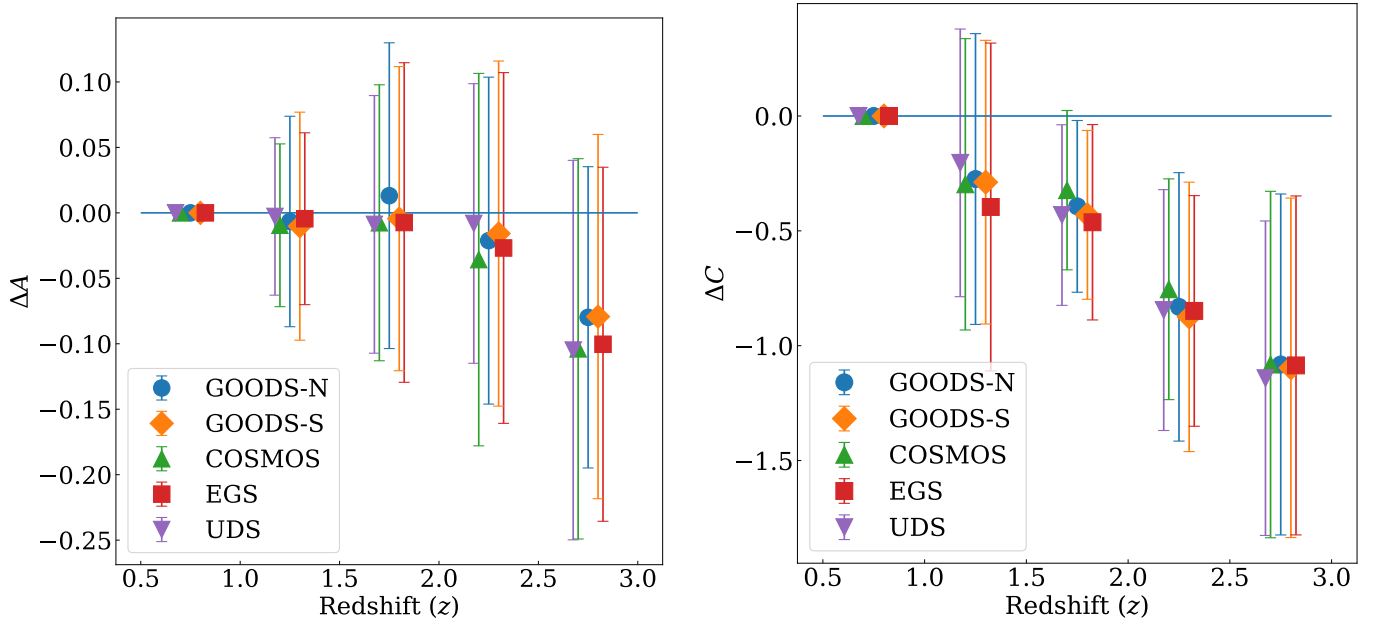 0.10
0.05
0.00
−0.05
−0.10
−0.15
−0.20
−0.25
ΔA
GOODS-N
GOODS-S
COSMOS
EGS
UDS
0.5 1.0 1.5 2.0 2.5 3.0
Redshift (z)
0.0
−0.5
−1.0
−1.5
ΔC
GOODS-N
GOODS-S
COSMOS
EGS
UDS
0.5 1.0 1.5 2.0 2.5 3.0
Redshift (z)